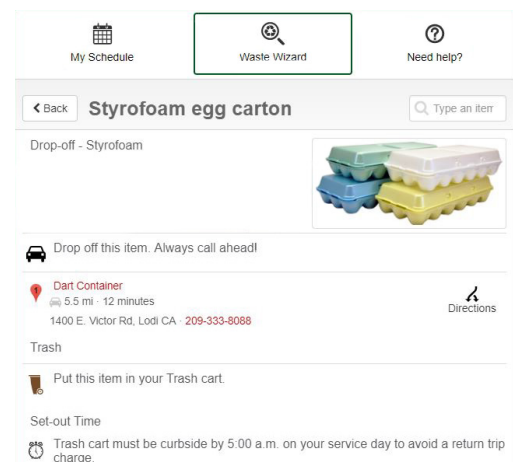 My Schedule
Waste Wizard
Need help?
Back
Styrofoam egg carton
Type an item
Drop-off - Styrofoam
Drop off this item. Always call ahead!
1
Dart Container
5.5 mi · 12 minutes
1400 E. Victor Rd, Lodi CA · 209-333-8088
Directions
Trash
Put this item in your Trash cart.
Set-out Time
Trash cart must be curbside by 5:00 a.m. on your service day to avoid a return trip
charge.